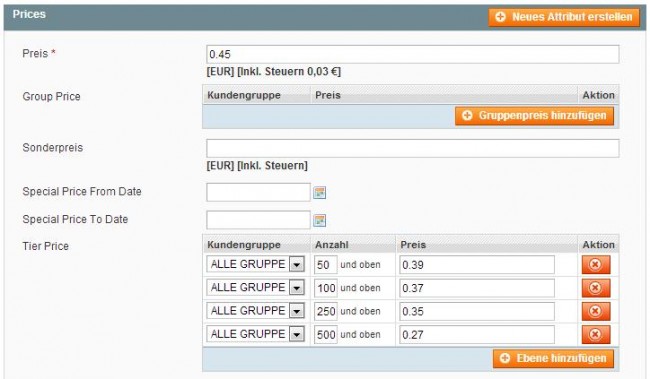 Prices
Neues Attribut erstellen
Preis *
0.45
[EUR] [Inkl. Steuern 0,03 €]
Group Price
Kundengruppe Preis Aktion
Gruppenpreis hinzufügen
Sonderpreis
[EUR] [Inkl. Steuern]
Special Price From Date
Special Price To Date
Tier Price
Kundengruppe Anzahl Preis Aktion
ALLE GRUPPE 50 und oben 0.39
ALLE GRUPPE 100 und oben 0.37
ALLE GRUPPE 250 und oben 0.35
ALLE GRUPPE 500 und oben 0.27
Ebene hinzufügen